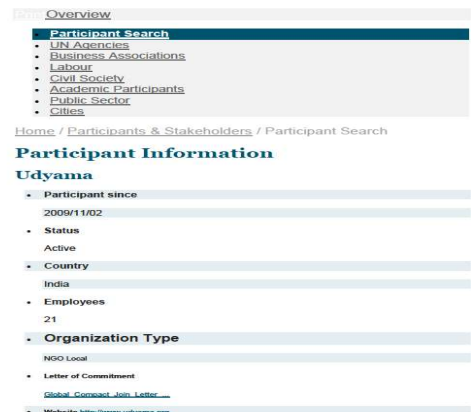 Overview
Participant Search
UN Agencies
Business Associations
Labour
Civil Society
Academic Participants
Public Sector
Cities
Home / Participants & Stakeholders / Participant Search
Participant Information
Udyama
Participant since
2009/11/02
Status
Active
Country
India
Employees
21
Organization Type
NGO Local
Letter of Commitment
Global Compact Join Letter ...
Website